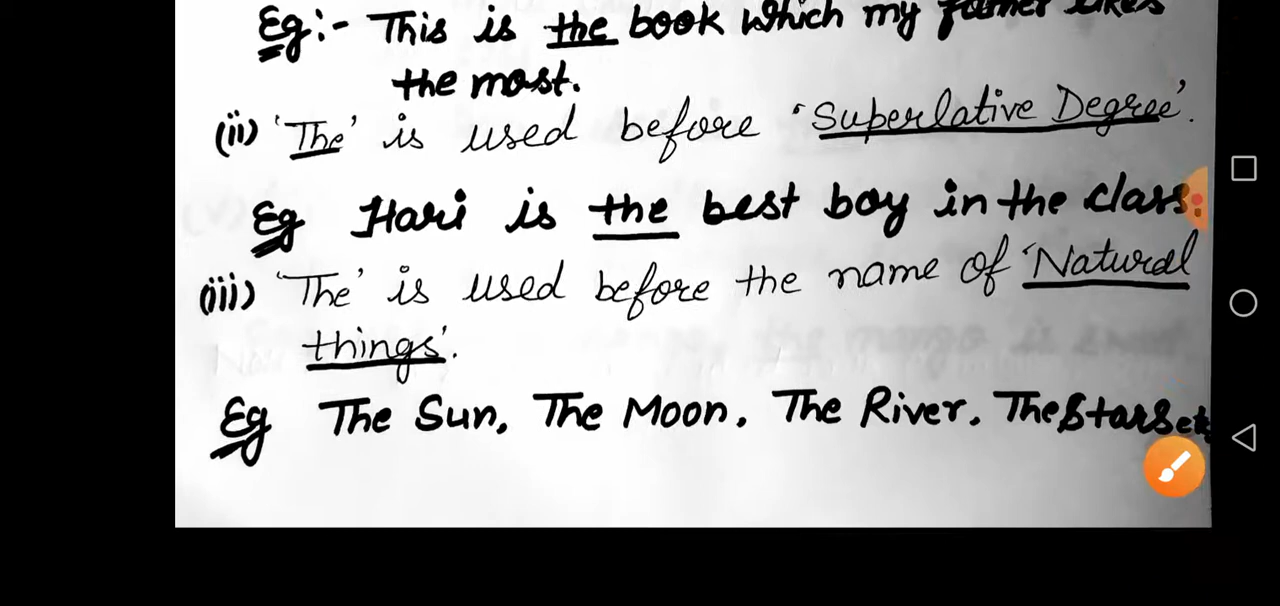 Eg:- This is the book which my father likes
the most.
(ii) 'The' is used before 'Superlative Degree'.
Eg Hari is the best boy in the class.
(iii) 'The' is used before the name of 'Natural
things'.
Eg The Sun, The Moon, The River, The Stars etc